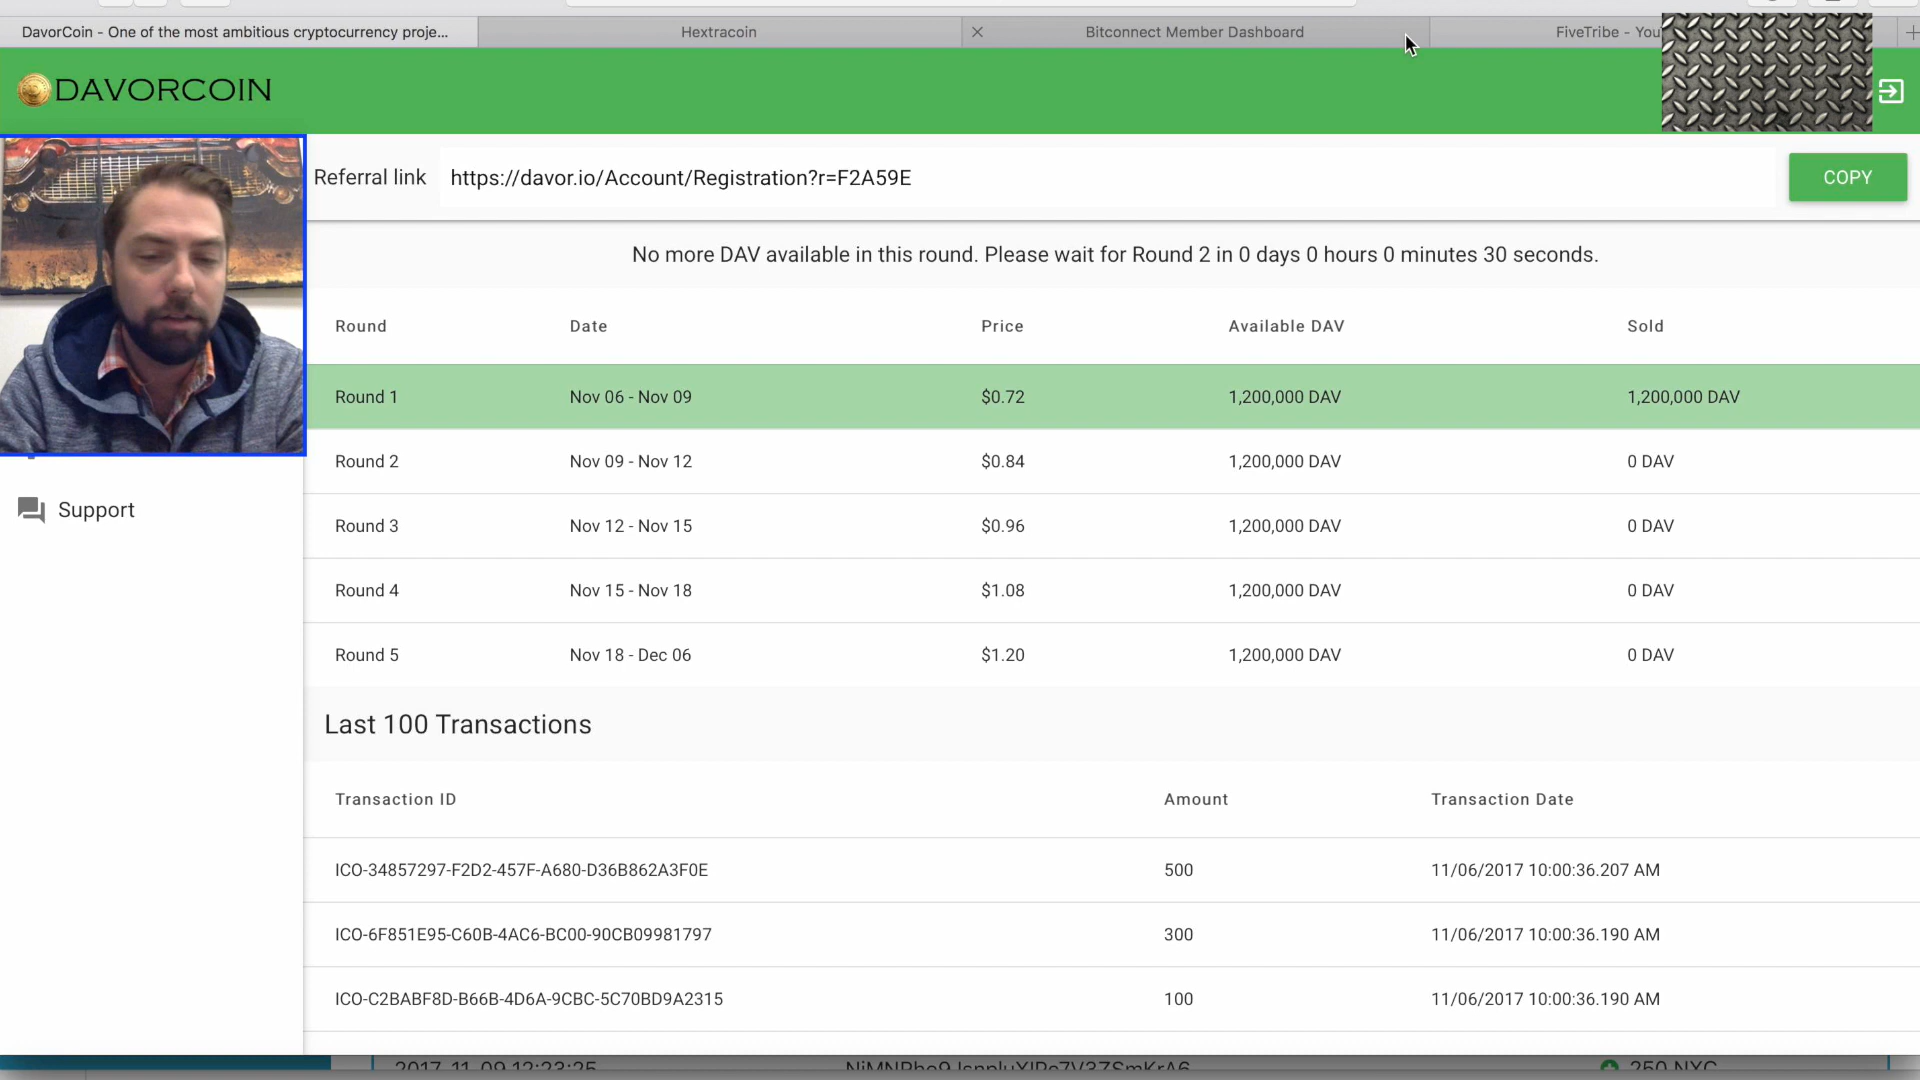 DavorCoin - One of the most ambitious cryptocurrency proje...
Hextracoin
Bitconnect Member Dashboard
FiveTribe - You
DAVORCOIN
Referral link
https://davor.io/Account/Registration?r=F2A59E
COPY
No more DAV available in this round. Please wait for Round 2 in 0 days 0 hours 0 minutes 30 seconds.
Round Date Price Available DAV Sold
Round 1 Nov 06 - Nov 09 $0.72 1,200,000 DAV 1,200,000 DAV
Round 2 Nov 09 - Nov 12 $0.84 1,200,000 DAV 0 DAV
Round 3 Nov 12 - Nov 15 $0.96 1,200,000 DAV 0 DAV
Round 4 Nov 15 - Nov 18 $1.08 1,200,000 DAV 0 DAV
Round 5 Nov 18 - Dec 06 $1.20 1,200,000 DAV 0 DAV
Support
Last 100 Transactions
Transaction ID Amount Transaction Date
ICO-34857297-F2D2-457F-A680-D36B862A3F0E 500 11/06/2017 10:00:36.207 AM
ICO-6F851E95-C60B-4AC6-BC00-90CB09981797 300 11/06/2017 10:00:36.190 AM
ICO-C2BABF8D-B66B-4D6A-9CBC-5C70BD9A2315 100 11/06/2017 10:00:36.190 AM
2017-11-09 12:23:25 250 NYC